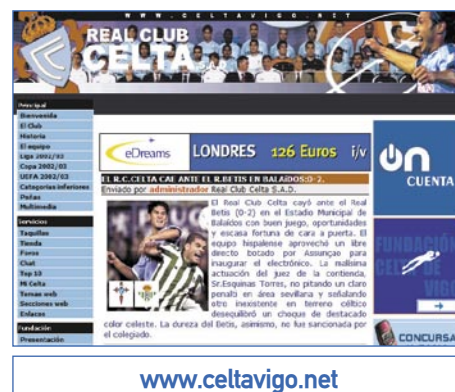 WWW.CELTAVIGO.NET
REAL CLUB
CELTA
Principal
Bienvenida
El Club
Historia
El equipo
Liga 2002/03
Copa 2002/03
UEFA 2002/03
Categorías inferiores
Peñas
Multimedia
Servicios
Taquillas
Tienda
Foros
Chat
Top 10
Mi Celta
Temas web
Secciones web
Enlaces
Fundación
Presentación
eDreams LONDRES 126 Euros i/v
EL R.C.CELTA CAE ANTE EL R.BETIS EN BALAÍDOS:0-2.
Enviado por administrador Real Club Celta S.A.D.
El Real Club Celta cayó ante el Real
Betis (0-2) en el Estadio Municipal de
Balaídos con buen juego, oportunidades
y escasa fortuna de cara a puerta. El
equipo hispalense aprovechó un libre
directo botado por Assunçao para
inaugurar el electrónico. La malísima
actuación del juez de la contienda,
Sr.Esquinas Torres, no pitando un claro
penalti en área sevillana y señalando
otro inexistente en terreno céltico
desequilibró un choque de destacado
color celeste. La dureza del Betis, asimismo, no fue sancionada por
el colegiado.
un
CUENTA
FUNDACIÓN
CELTA DE
VIGO
CONCURSA
www.celtavigo.net